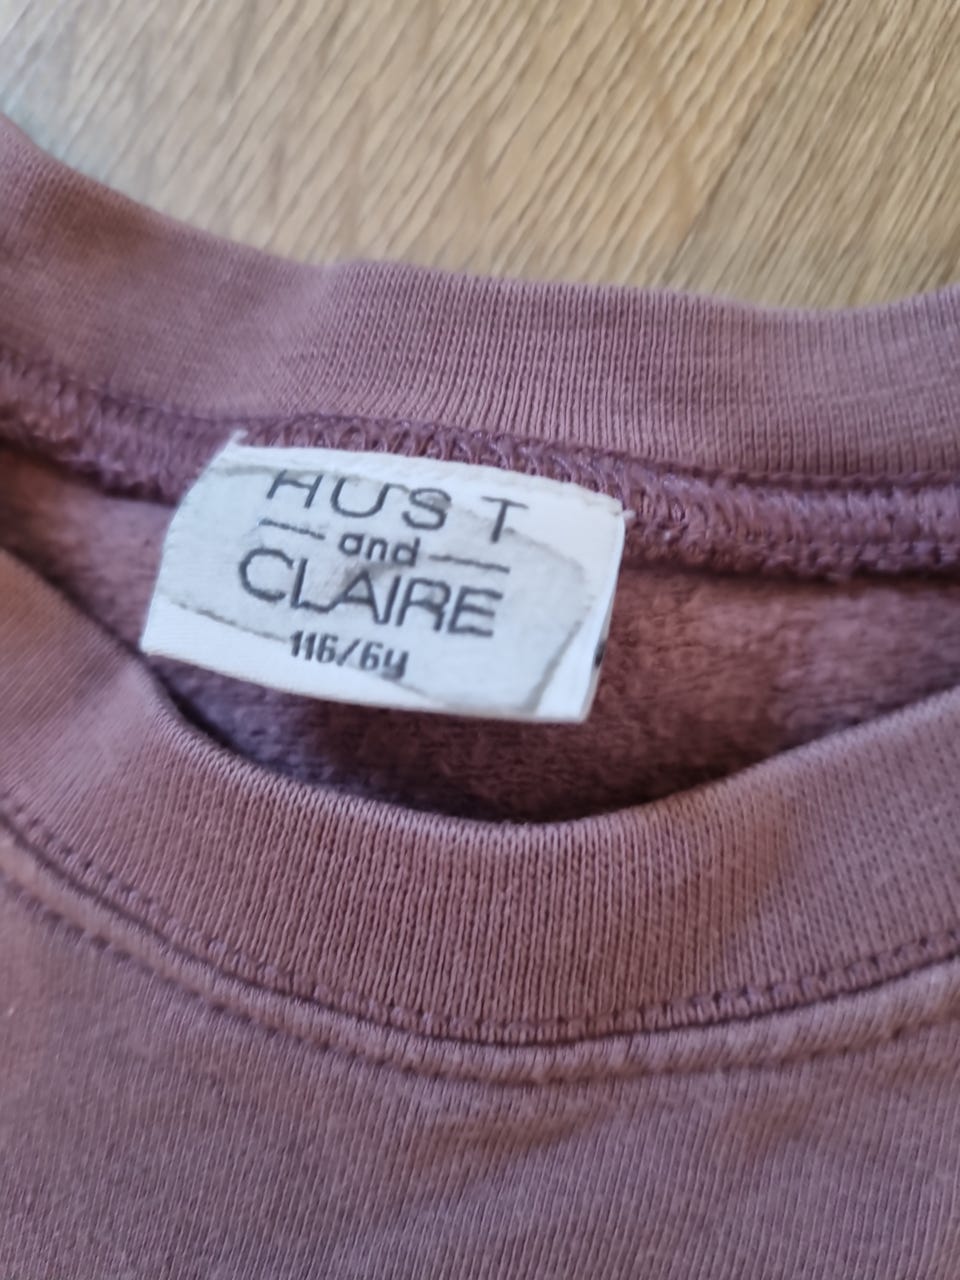 HUST
and
CLAIRE
116/6y